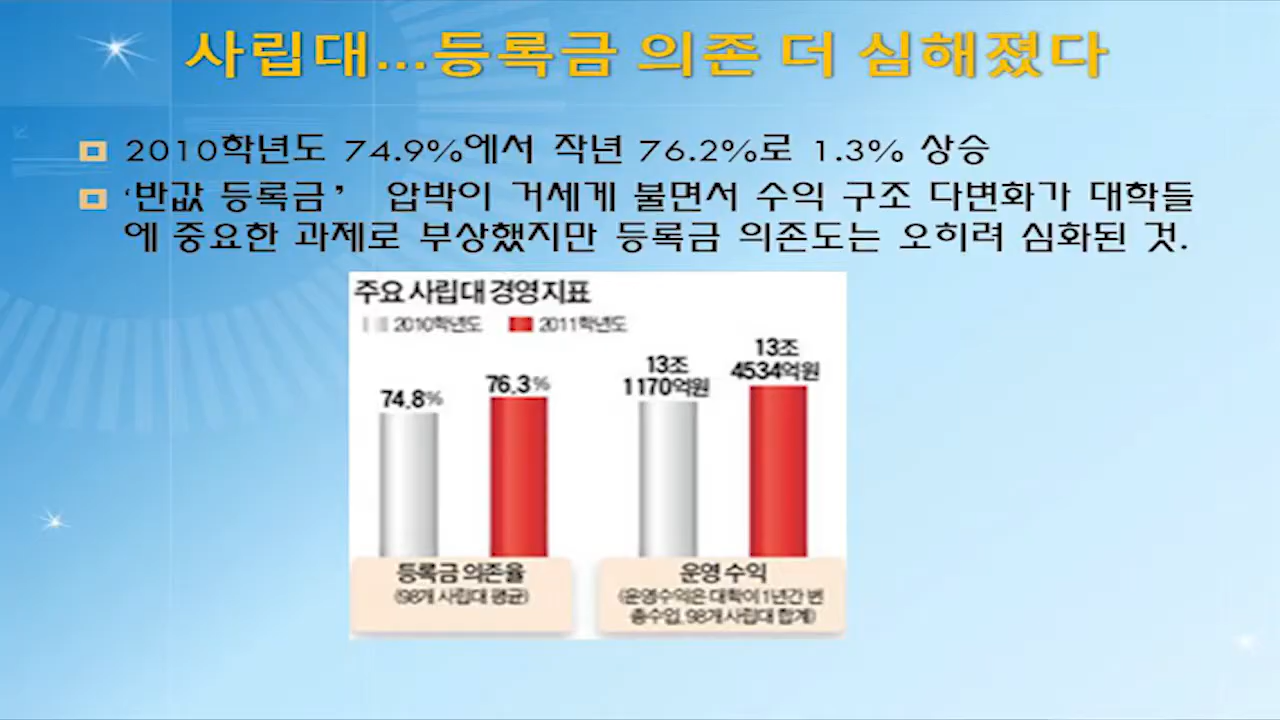 사립대...등록금 의존 더 심해졌다
2010학년도 74.9%에서 작년 76.2%로 1.3% 상승
‘반값 등록금’ 압박이 거세게 불면서 수익 구조 다변화가 대학들
에 중요한 과제로 부상했지만 등록금 의존도는 오히려 심화된 것.
주요 사립대 경영지표
2010학년도 2011학년도
74.8%
76.3%
13조
1170억원
13조
4534억원
등록금 의존율
(98개 사립대 평균)
운영 수익
(운영수익은 대학이 1년간 번
총수입, 98개 사립대 합계)